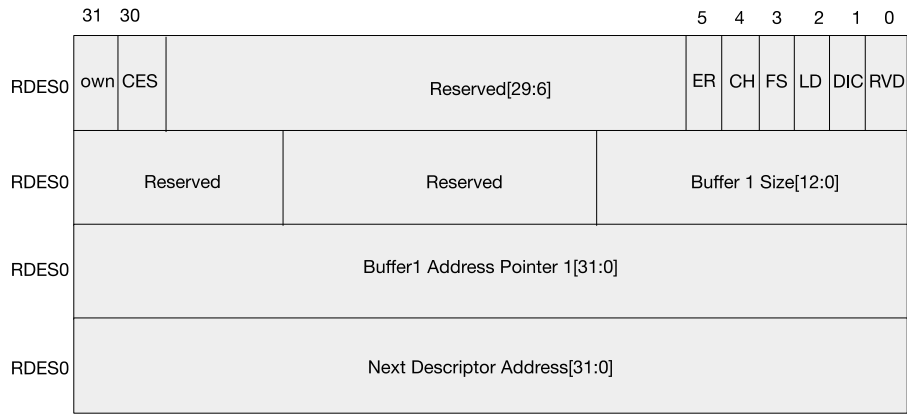 31 30 5 4 3 2 1 0
RDES0 own CES Reserved[29:6] ER CH FS LD DIC RVD
RDES0 Reserved Reserved Buffer 1 Size[12:0]
RDES0 Buffer1 Address Pointer 1[31:0]
RDES0 Next Descriptor Address[31:0]